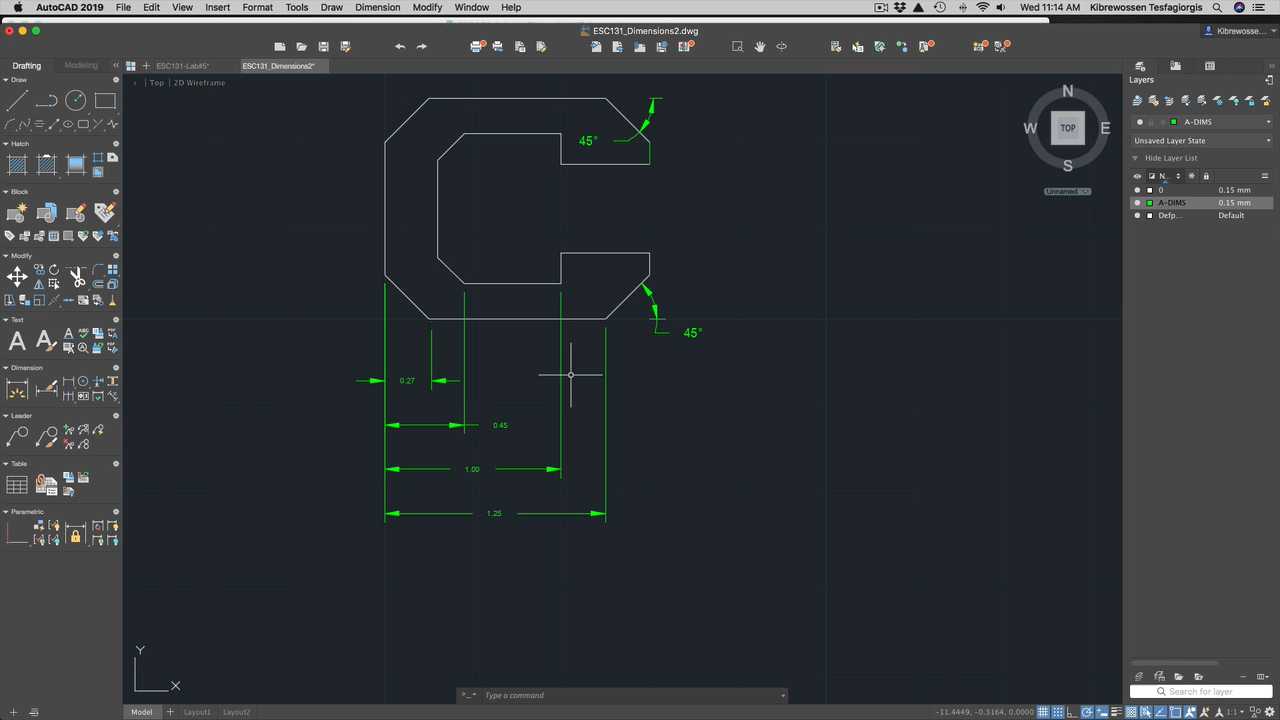 AutoCAD 2019 File Edit View Insert Format Tools Draw Dimension Modify Window Help Wed 11:14 AM Kibrewossen Tesfagiorgis
ESC131_Dimensions2.dwg
Kibrewosse...
Drafting Modeling
ESC131-Lab#5* ESC131_Dimensions2*
Layers
Draw
Top 2D Wireframe
N
W TOP E
S
Unnamed
A-DIMS
Unsaved Layer State
Hide Layer List
N...
0 0.15 mm
A-DIMS 0.15 mm
Defp... Default
Hatch
Block
Modify
Text
Dimension
Leader
Table
Parametric
45°
45°
0.27
0.45
1.00
1.25
Y
X
Type a command
Search for layer
Model Layout1 Layout2
-11.4449, -0.3164, 0.0000
1:1